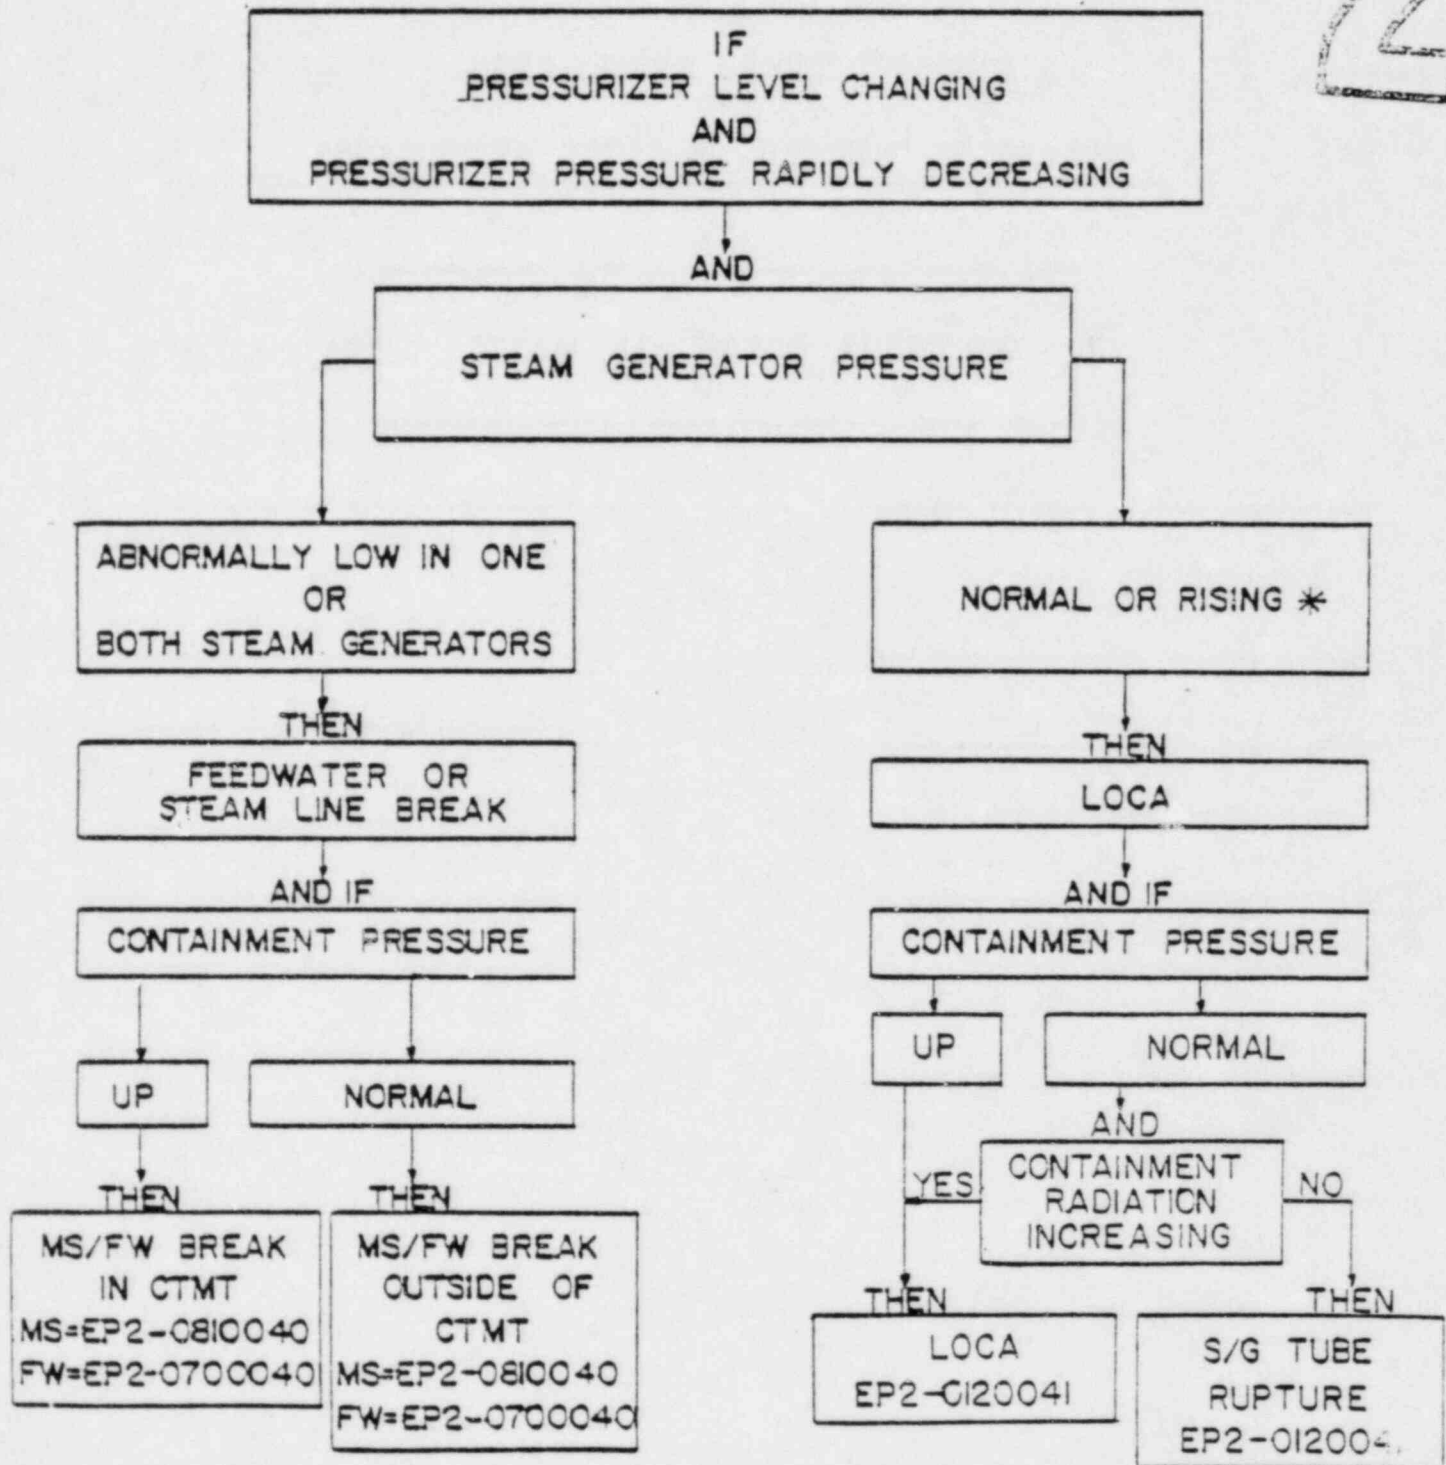 IF
PRESSURIZER LEVEL CHANGING
AND
PRESSURIZER PRESSURE RAPIDLY DECREASING
AND
STEAM GENERATOR PRESSURE
ABNORMALLY LOW IN ONE
OR
BOTH STEAM GENERATORS
THEN
FEEDWATER OR
STEAM LINE BREAK
AND IF
CONTAINMENT PRESSURE
UP
NORMAL
THEN
MS/FW BREAK
IN CTMT
MS=EP2-0810040
FW=EP2-0700040
THEN
MS/FW BREAK
OUTSIDE OF
CTMT
MS=EP2-0810040
FW=EP2-0700040
NORMAL OR RISING *
THEN
LOCA
AND IF
CONTAINMENT PRESSURE
UP
NORMAL
AND
CONTAINMENT
RADIATION
INCREASING
YES
NO
THEN
LOCA
EP2-0120041
THEN
S/G TUBE
RUPTURE